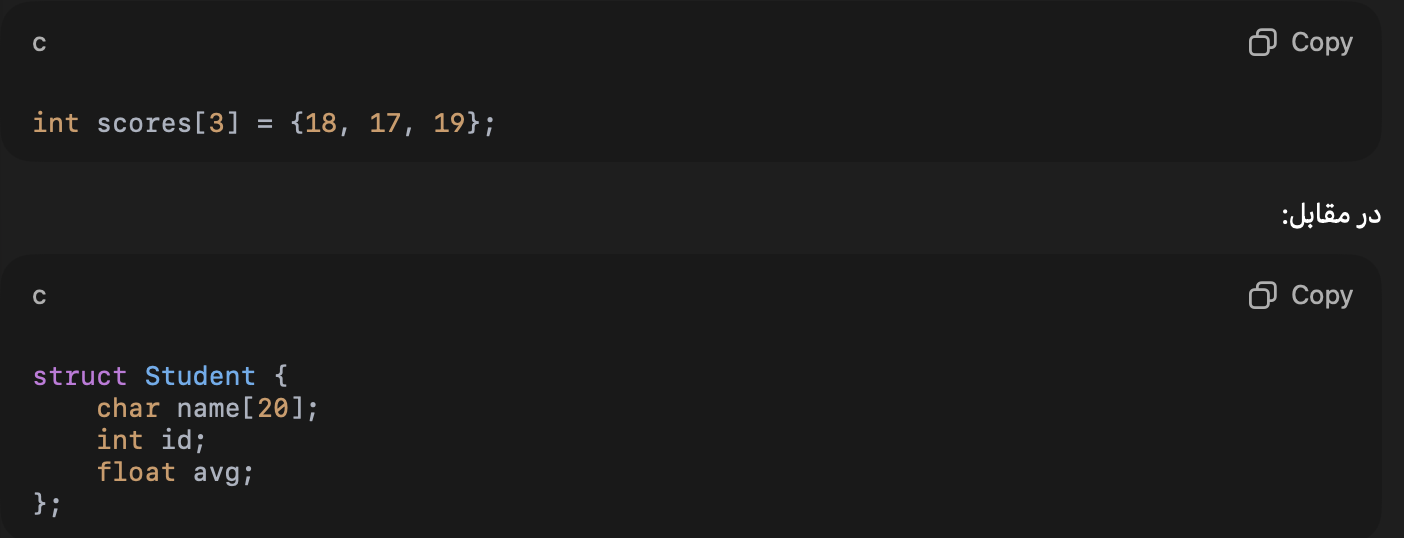 c Copy
int scores[3] = {18, 17, 19};
در مقابل:
c Copy
struct Student {
    char name[20];
    int id;
    float avg;
};